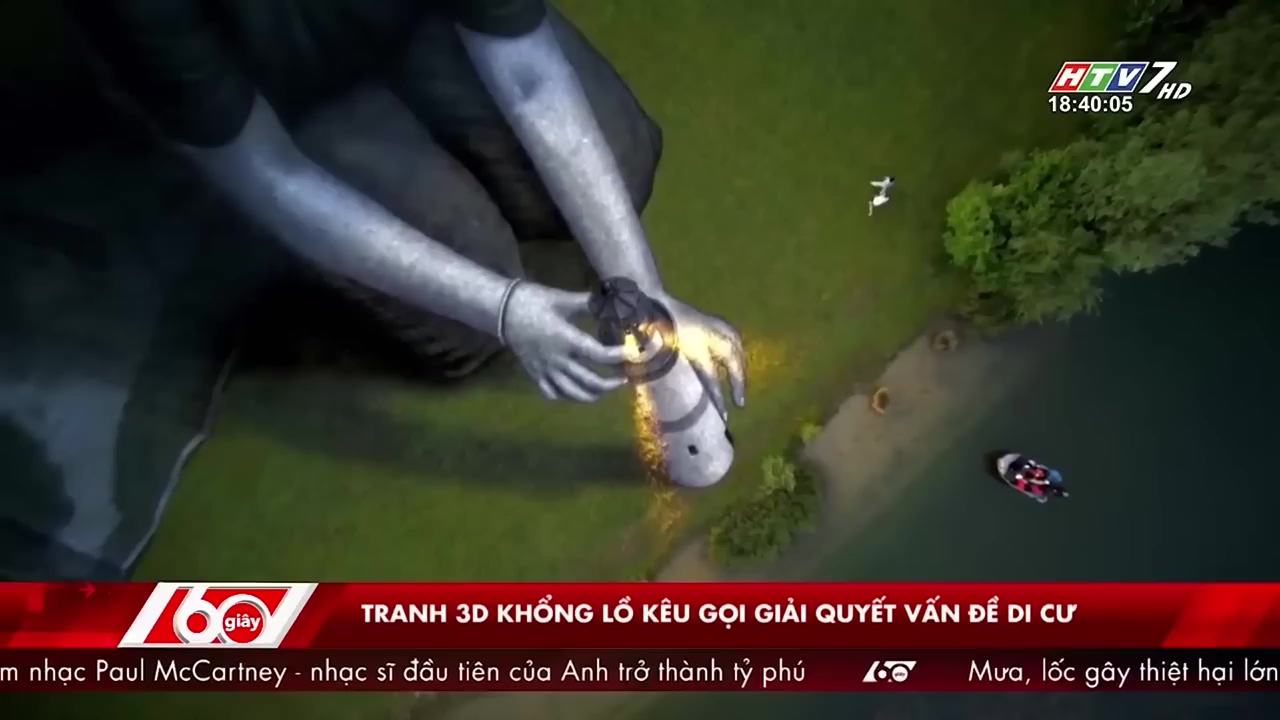 HTV7 HD
18:40:05
60 giây
TRANH 3D KHỔNG LỒ KÊU GỌI GIẢI QUYẾT VẤN ĐỀ DI CƯ
m nhạc Paul McCartney - nhạc sĩ đầu tiên của Anh trở thành tỷ phú 60 giây Mưa, lốc gây thiệt hại lớn